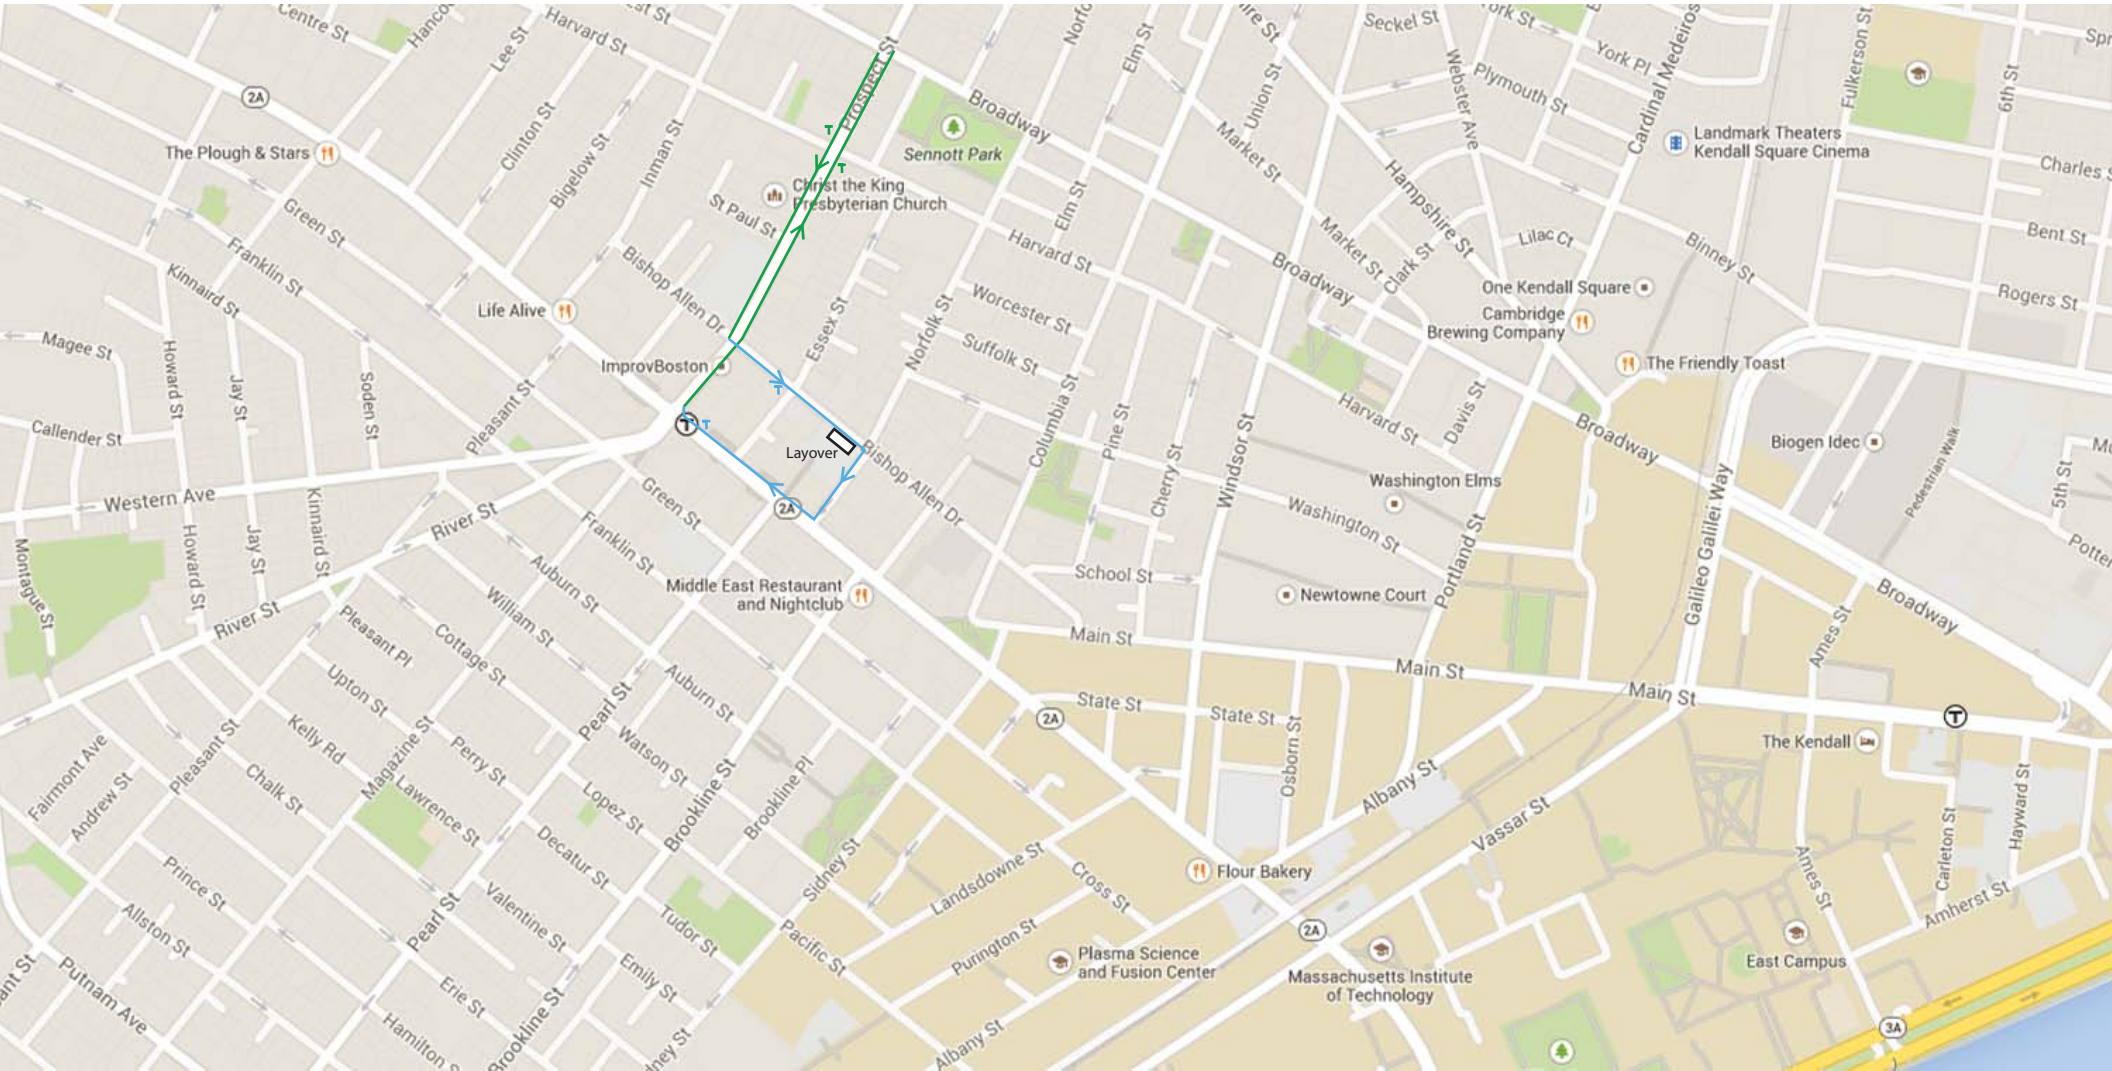 Centre St
Hancoc
Lee St
Harvard St
est St
Prospect St
Norfo
Elm St
Union St
Seckel St
York St
York Pl
Webster Ave
Plymouth St
Cardinal Medeiros
Fulkerson St
6th St
Spr
2A
Broadway
The Plough & Stars
Clinton St
Bigelow St
Inman St
T
T
Sennott Park
Market St
Hampshire St
Landmark Theaters
Kendall Square Cinema
Charles S
Christ the King
Presbyterian Church
St Paul St
Elm St
Green St
Franklin St
Kinnaird St
Bishop Allen Dr
Harvard St
Market St
Clark St
Lilac Ct
Binney St
Bent St
Broadway
One Kendall Square
Rogers St
Life Alive
Essex St
Norfolk St
Worcester St
Suffolk St
Cambridge
Brewing Company
The Friendly Toast
Magee St
Howard St
Jay St
Soden St
ImprovBoston
Pleasant St
T
T
T
Columbia St
Pine St
Cherry St
Windsor St
Harvard St
Davis St
Broadway
Biogen Idec
Pedestrian Walk
Callender St
Layover
Bishop Allen Dr
Washington Elms
5th St
Western Ave
River St
Green St
2A
Washington St
Portland St
Galileo Galilei Way
Potter
Montague St
Howard St
Jay St
Kinnaird St
Auburn St
Franklin St
School St
Middle East Restaurant
and Nightclub
Newtowne Court
Broadway
Ames St
River St
Pleasant Pl
William St
Cottage St
Main St
Main St
Main St
Upton St
Auburn St
Pearl St
State St
State St
2A
T
Fairmont Ave
Andrew St
Pleasant St
Kelly Rd
Magazine St
Perry St
Watson St
Brookline St
Brookline Pl
Osborn St
Albany St
The Kendall
Chalk St
Lawrence St
Lopez St
Vassar St
Hayward St
Carleton St
Decatur St
Sidney St
Landsdowne St
Cross St
Flour Bakery
Ames St
Prince St
Allston St
Pearl St
Valentine St
Tudor St
Pacific St
Purington St
2A
Amherst St
Plasma Science
and Fusion Center
Massachusetts Institute
of Technology
East Campus
ant St
Putnam Ave
Erie St
Emily St
Hamilton S
Brookline St
dney St
Albany St
3A